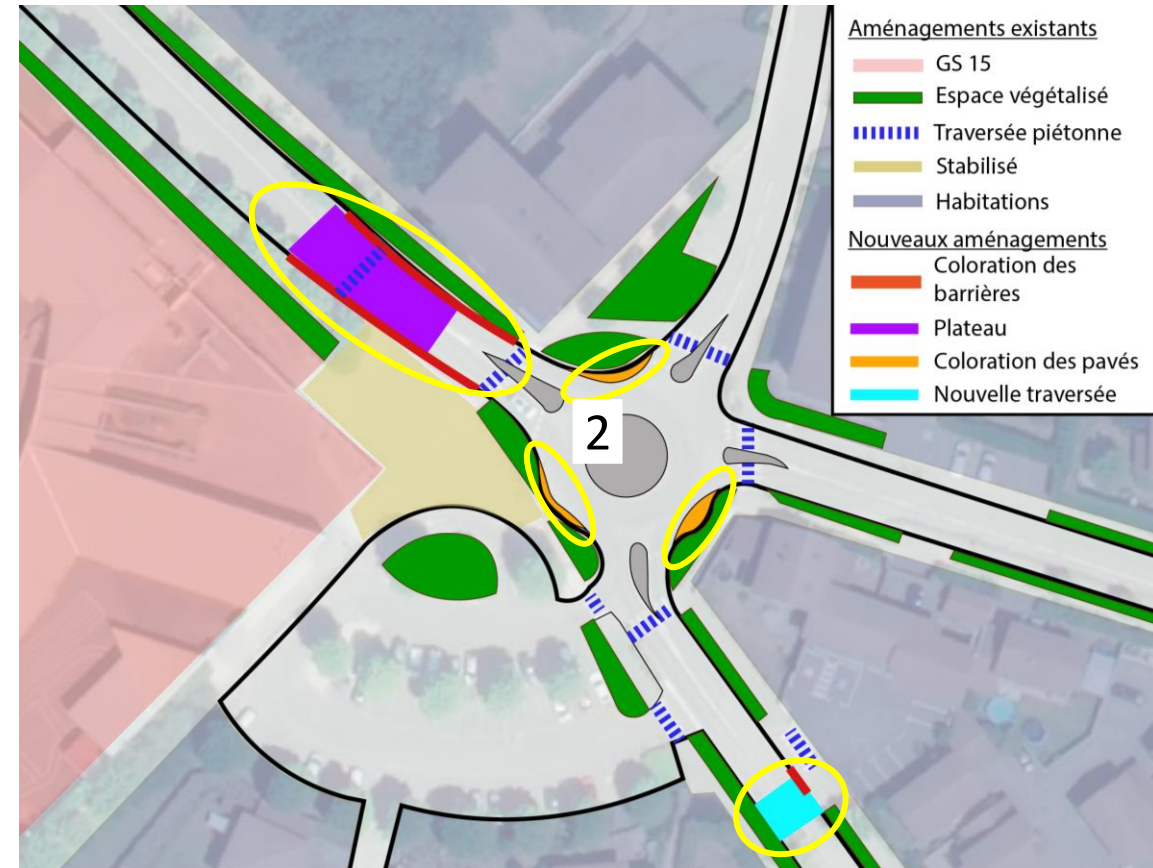 Aménagements existants
GS 15
Espace végétalisé
Traversée piétonne
Stabilisé
Habitations
Nouveaux aménagements
Coloration des
barrières
Plateau
Coloration des pavés
Nouvelle traversée
2